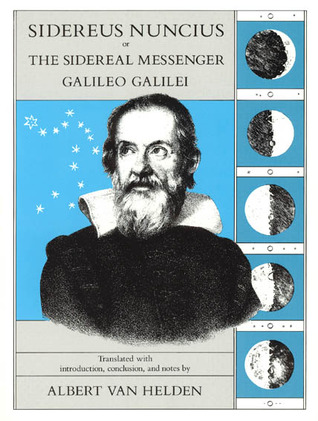 SIDEREUS NUNCIUS
or
THE SIDEREAL MESSENGER
GALILEO GALILEI
Translated with
introduction, conclusion, and notes by
ALBERT VAN HELDEN